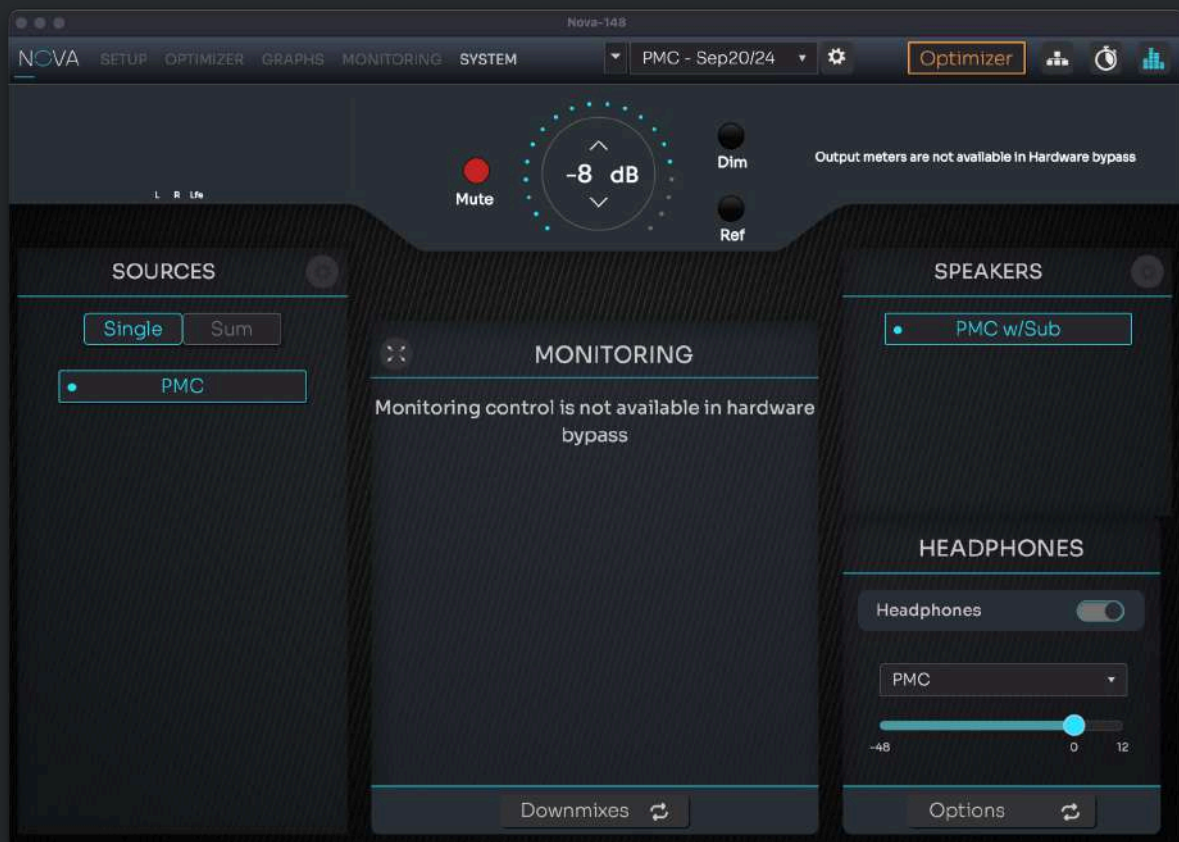 Nova-148
NOVA SETUP OPTIMIZER GRAPHS MONITORING SYSTEM PMC - Sep20/24 Optimizer
L R Lfe
Mute
-8 dB
Dim
Ref
Output meters are not available in Hardware bypass
SOURCES
Single Sum
PMC
MONITORING
Monitoring control is not available in hardware
bypass
Downmixes
SPEAKERS
PMC w/Sub
HEADPHONES
Headphones
PMC
-48 0 12
Options